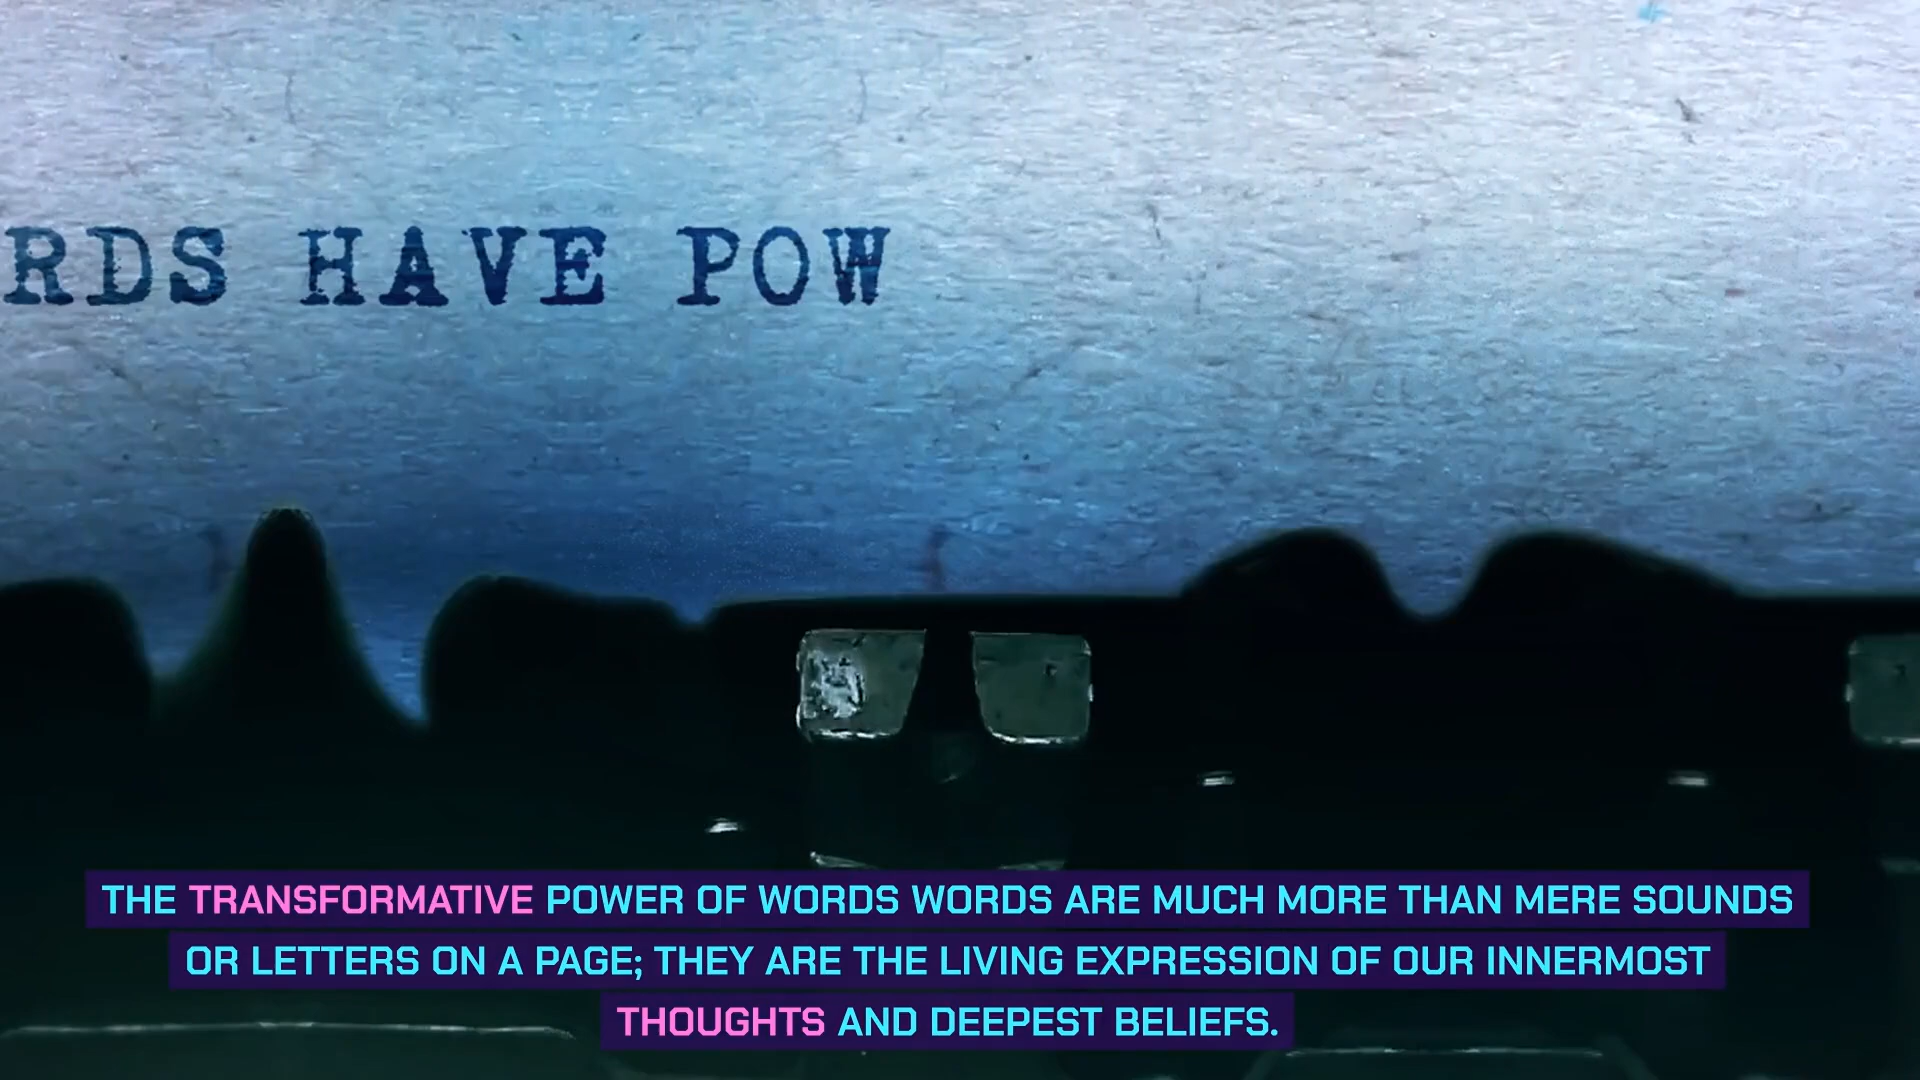 RDS HAVE POW
THE TRANSFORMATIVE POWER OF WORDS WORDS ARE MUCH MORE THAN MERE SOUNDS
OR LETTERS ON A PAGE; THEY ARE THE LIVING EXPRESSION OF OUR INNERMOST
THOUGHTS AND DEEPEST BELIEFS.